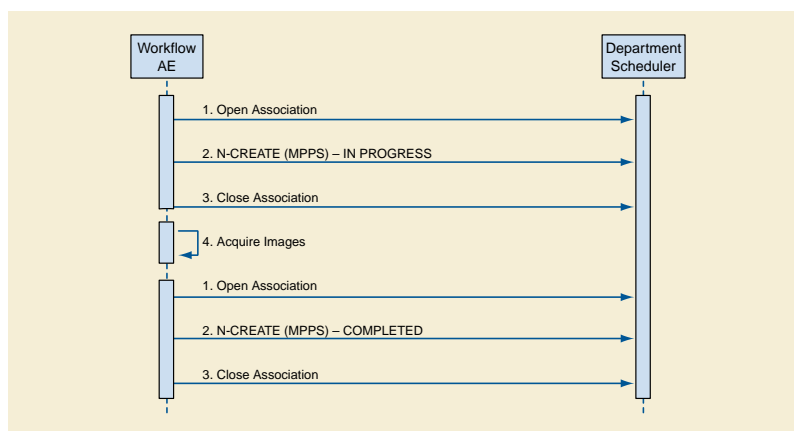 Workflow
AE
Department
Scheduler
1. Open Association
2. N-CREATE (MPPS) – IN PROGRESS
3. Close Association
4. Acquire Images
1. Open Association
2. N-CREATE (MPPS) – COMPLETED
3. Close Association